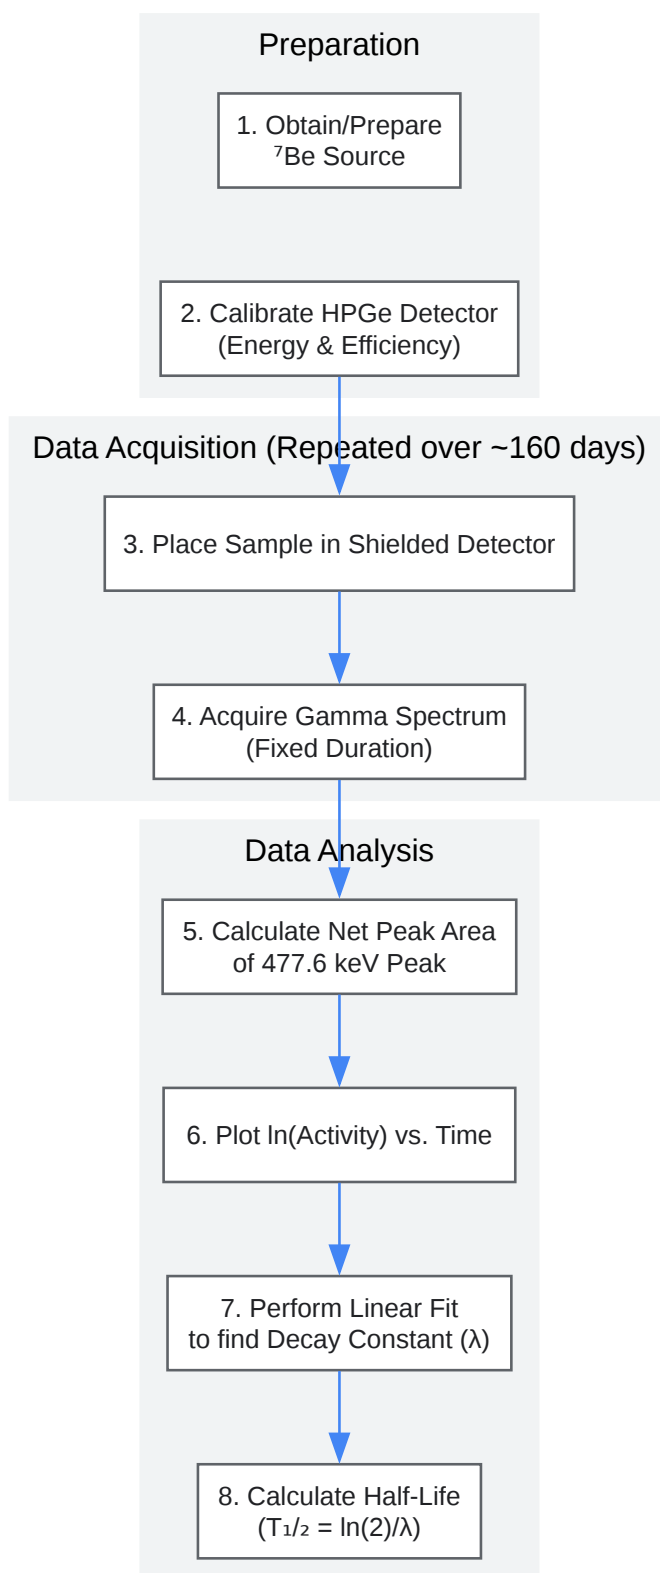 Preparation
1. Obtain/Prepare
⁷Be Source
2. Calibrate HPGe Detector
(Energy & Efficiency)
Data Acquisition (Repeated over ~160 days)
3. Place Sample in Shielded Detector
4. Acquire Gamma Spectrum
(Fixed Duration)
Data Analysis
5. Calculate Net Peak Area
of 477.6 keV Peak
6. Plot ln(Activity) vs. Time
7. Perform Linear Fit
to find Decay Constant (λ)
8. Calculate Half-Life
(T₁/₂ = ln(2)/λ)